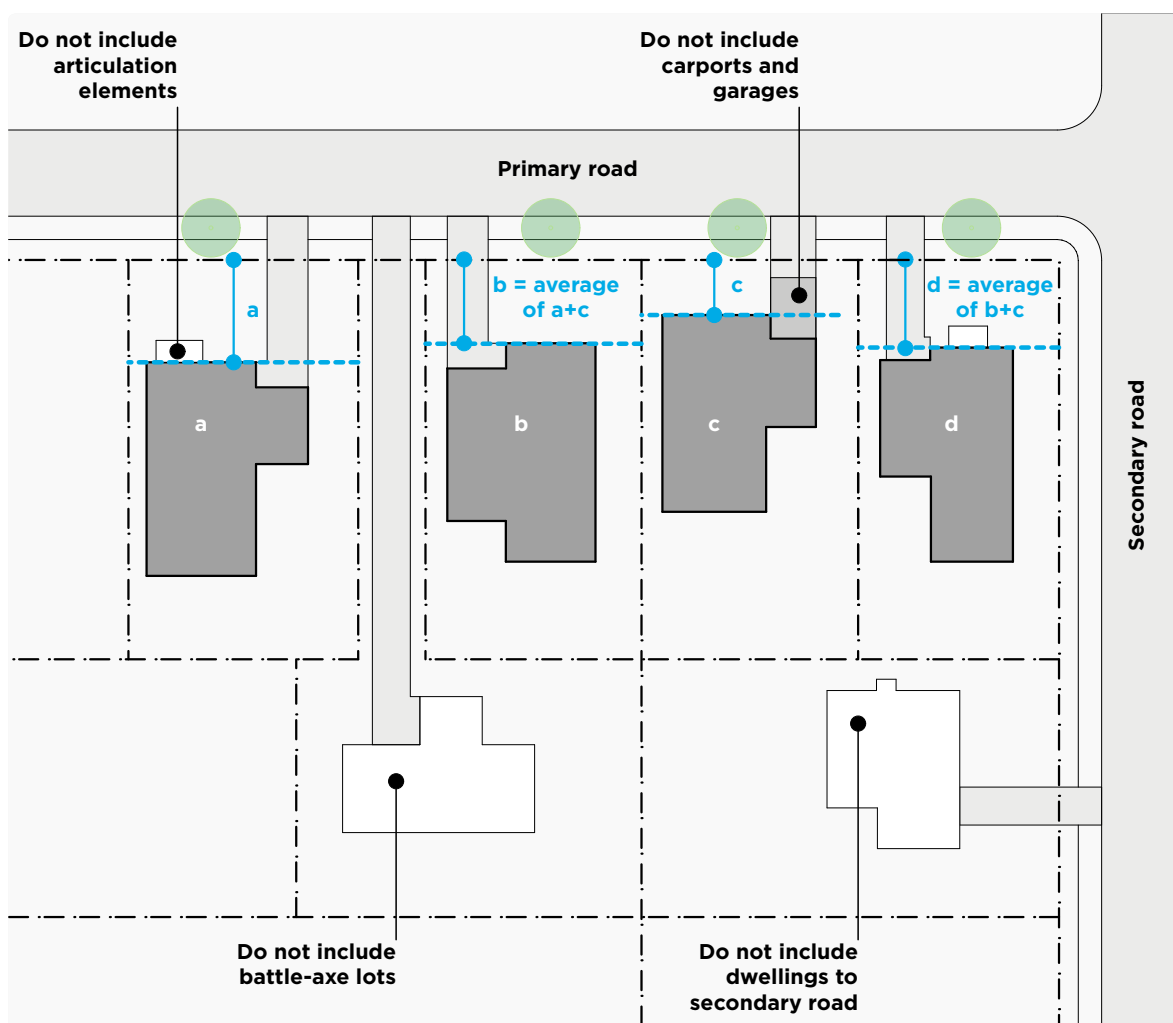 Do not include
articulation
elements
Do not include
carports and
garages
Primary road
a
b = average
of a+c
c
d = average
of b+c
a
b
c
d
Secondary road
Do not include
battle-axe lots
Do not include
dwellings to
secondary road